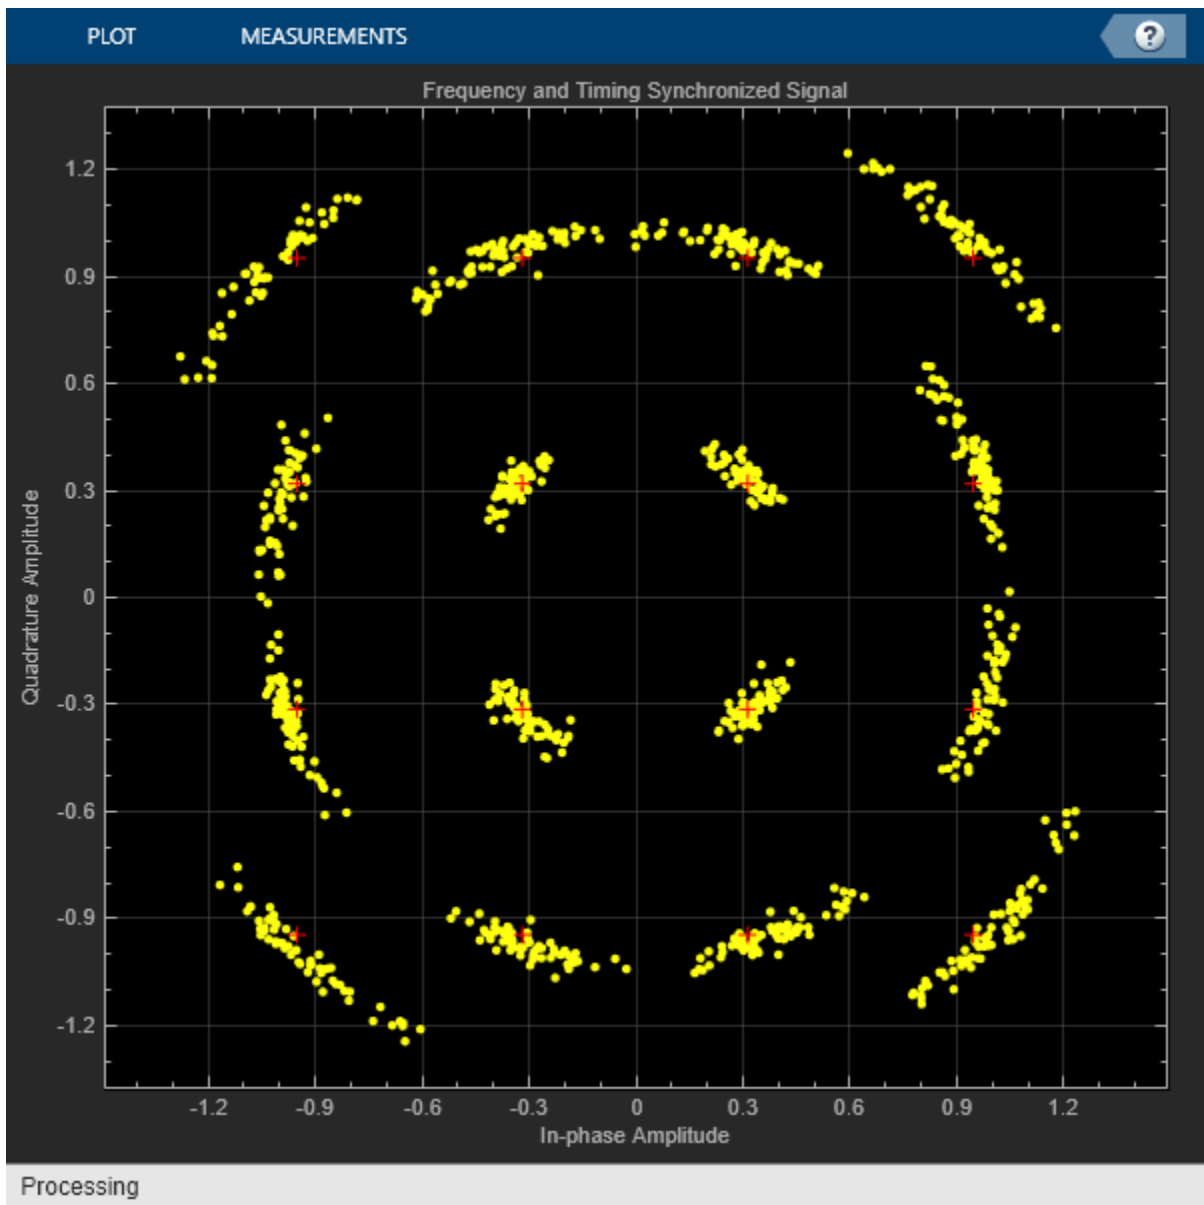 PLOT MEASUREMENTS ?
Frequency and Timing Synchronized Signal
1.2
0.9
0.6
0.3
0
-0.3
-0.6
-0.9
-1.2
Quadrature Amplitude
-1.2 -0.9 -0.6 -0.3 0 0.3 0.6 0.9 1.2
In-phase Amplitude
Processing